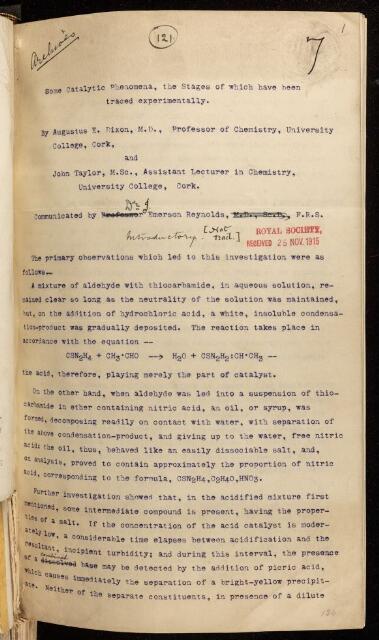 Archives
121
7
1
Some Catalytic Phenomena, the Stages of which have been
traced experimentally.
By Augustus E. Dixon, M.D., Professor of Chemistry, University
College, Cork,
and
John Taylor, M.Sc., Assistant Lecturer in Chemistry,
University College, Cork.
Dr J.
Communicated by Professor Emerson Reynolds, M.D., Sc.D., F.R.S.
Introductory. [Not read.]
ROYAL SOCIETY,
RECEIVED 25 NOV. 1915
The primary observations which led to this investigation were as
follows—
A mixture of aldehyde with thiocarbamide, in aqueous solution, re-
mained clear so long as the neutrality of the solution was maintained,
but, on the addition of hydrochloric acid, a white, insoluble condensa-
tion-product was gradually deposited. The reaction takes place in
accordance with the equation --
CSN2H4 + CH3·CHO ⟶ H2O + CSN2H2:CH·CH3 --
the acid, therefore, playing merely the part of catalyst.
On the other hand, when aldehyde was led into a suspension of thio-
carbamide in ether containing nitric acid, an oil, or syrup, was
formed, decomposing readily on contact with water, with separation of
the above condensation-product, and giving up to the water, free nitric
acid: the oil, thus, behaved like an easily dissociable salt, and,
on analysis, proved to contain approximately the proportion of nitric
acid, corresponding to the formula, CSN2H4,C2H4O,HNO3.
Further investigation showed that, in the acidified mixture first
mentioned, some intermediate compound is present, having the proper-
ties of a salt. If the concentration of the acid catalyst is moder-
ately low, a considerable time elapses between acidification and the
resultant, incipient turbidity; and during this interval, the presence
of a dissolved base may be detected by the addition of picric acid,
which causes immediately the separation of a bright-yellow precipit-
ate. Neither of the separate constituents, in presence of a dilute